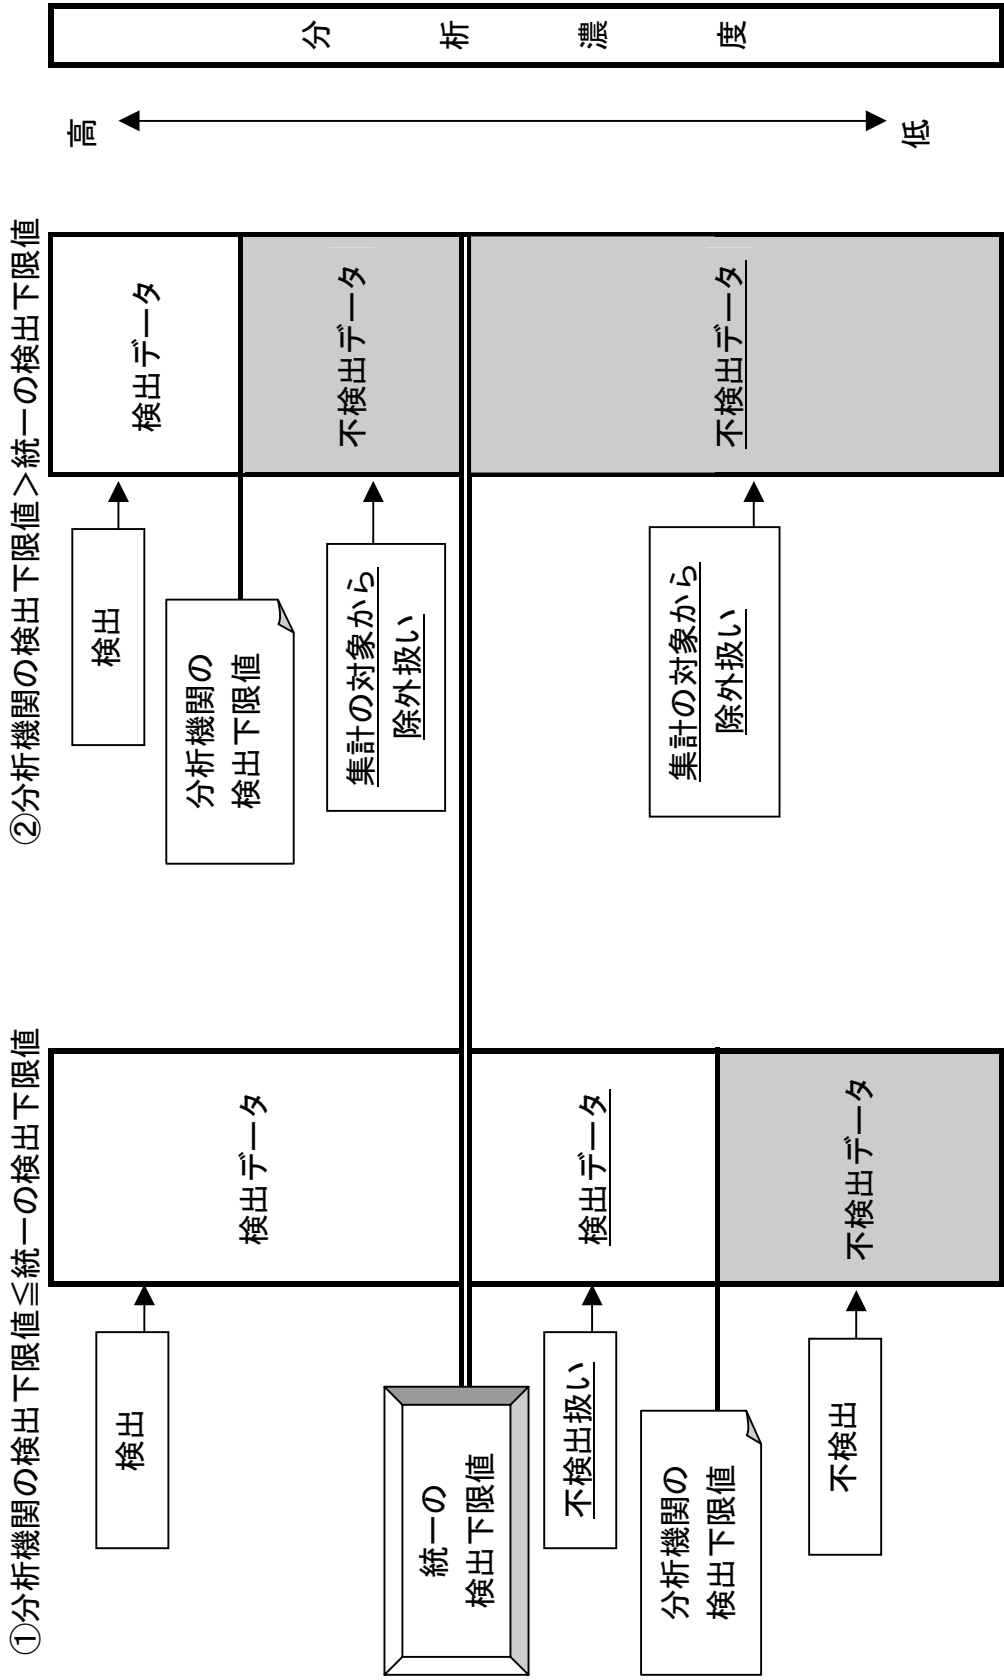 ①分析機関の検出下限値≦統一の検出下限値
検出
検出データ
統一の
検出下限値
不検出扱い
検出データ
分析機関の
検出下限値
不検出
不検出データ
②分析機関の検出下限値＞統一の検出下限値
検出
検出データ
分析機関の
検出下限値
集計の対象から
除外扱い
不検出データ
集計の対象から
除外扱い
不検出データ
高
低
分析濃度